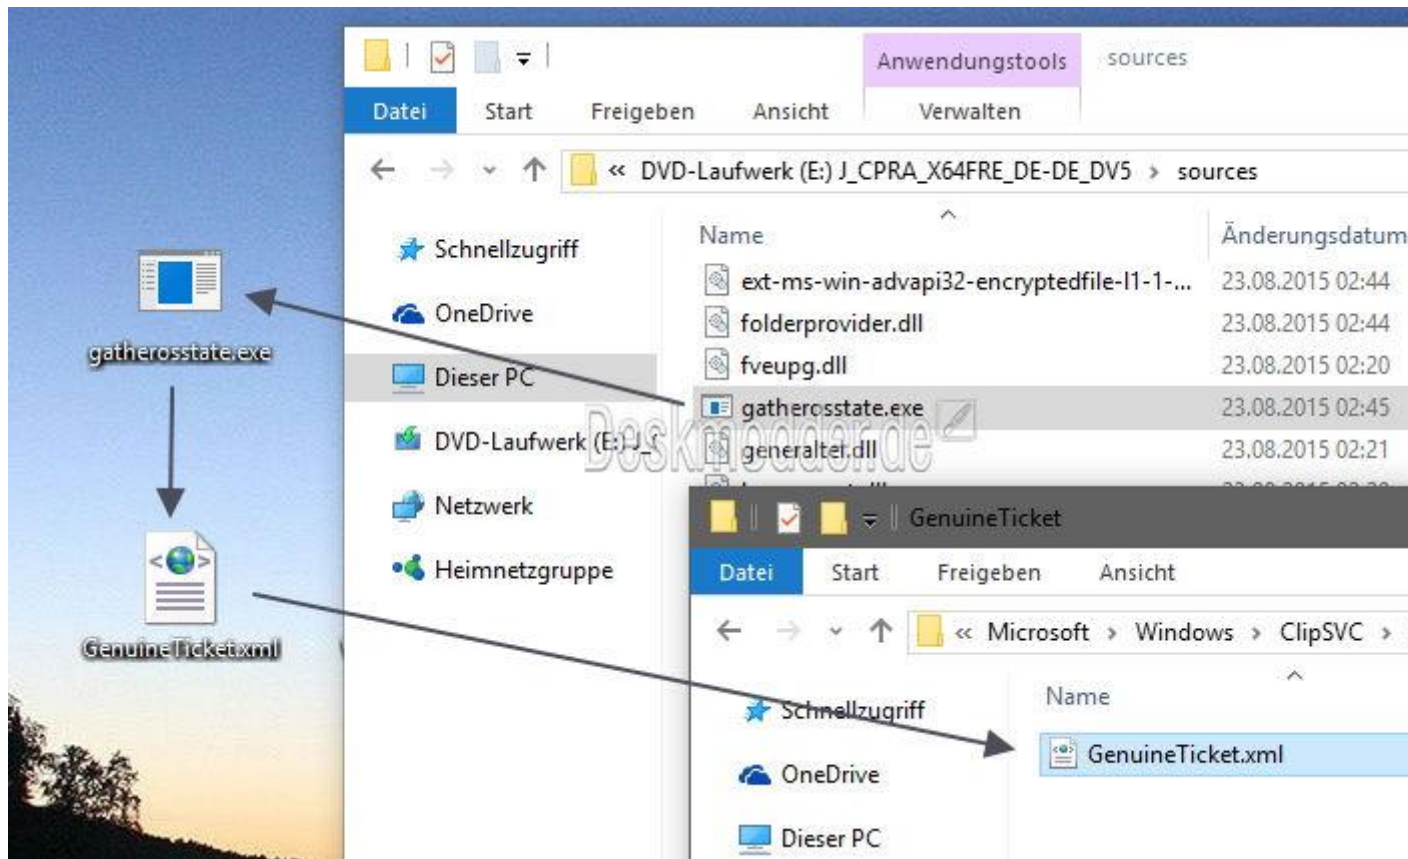 Anwendungstools
sources
Datei
Start
Freigeben
Ansicht
Verwalten
« DVD-Laufwerk (E:) J_CPRA_X64FRE_DE-DE_DV5 › sources
Name
Änderungsdatum
Schnellzugriff
OneDrive
Dieser PC
DVD-Laufwerk (E:) J_
Netzwerk
Heimnetzgruppe
ext-ms-win-advapi32-encryptedfile-l1-1-... 23.08.2015 02:44
folderprovider.dll 23.08.2015 02:44
fveupg.dll 23.08.2015 02:20
gatherosstate.exe 23.08.2015 02:45
generaltel.dll 23.08.2015 02:21
Deskmodder.de
gatherosstate.exe
GenuineTicket.xml
GenuineTicket
Datei
Start
Freigeben
Ansicht
« Microsoft › Windows › ClipSVC ›
Name
Schnellzugriff
OneDrive
Dieser PC
GenuineTicket.xml